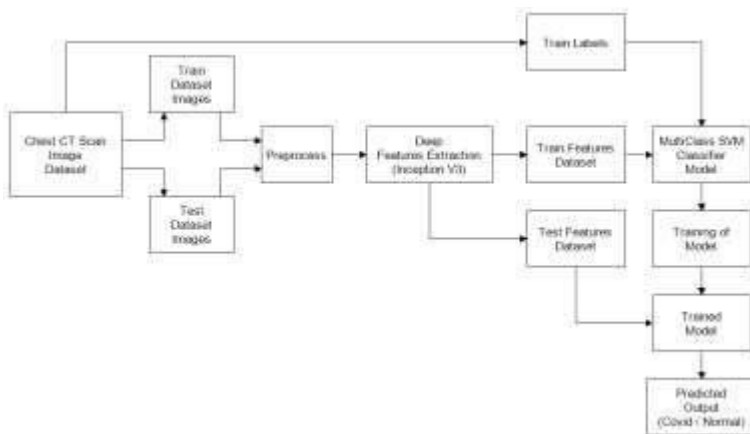 Train Labels
Train
Dataset
Images
Chest CT Scan
Image
Dataset
Preprocess
Deep
Features Extraction
(Inception V3)
Train Features
Dataset
MultiClass SVM
Classifier
Model
Test
Dataset
Images
Test Features
Dataset
Training of
Model
Trained
Model
Predicted
Output
(Covid / Normal)